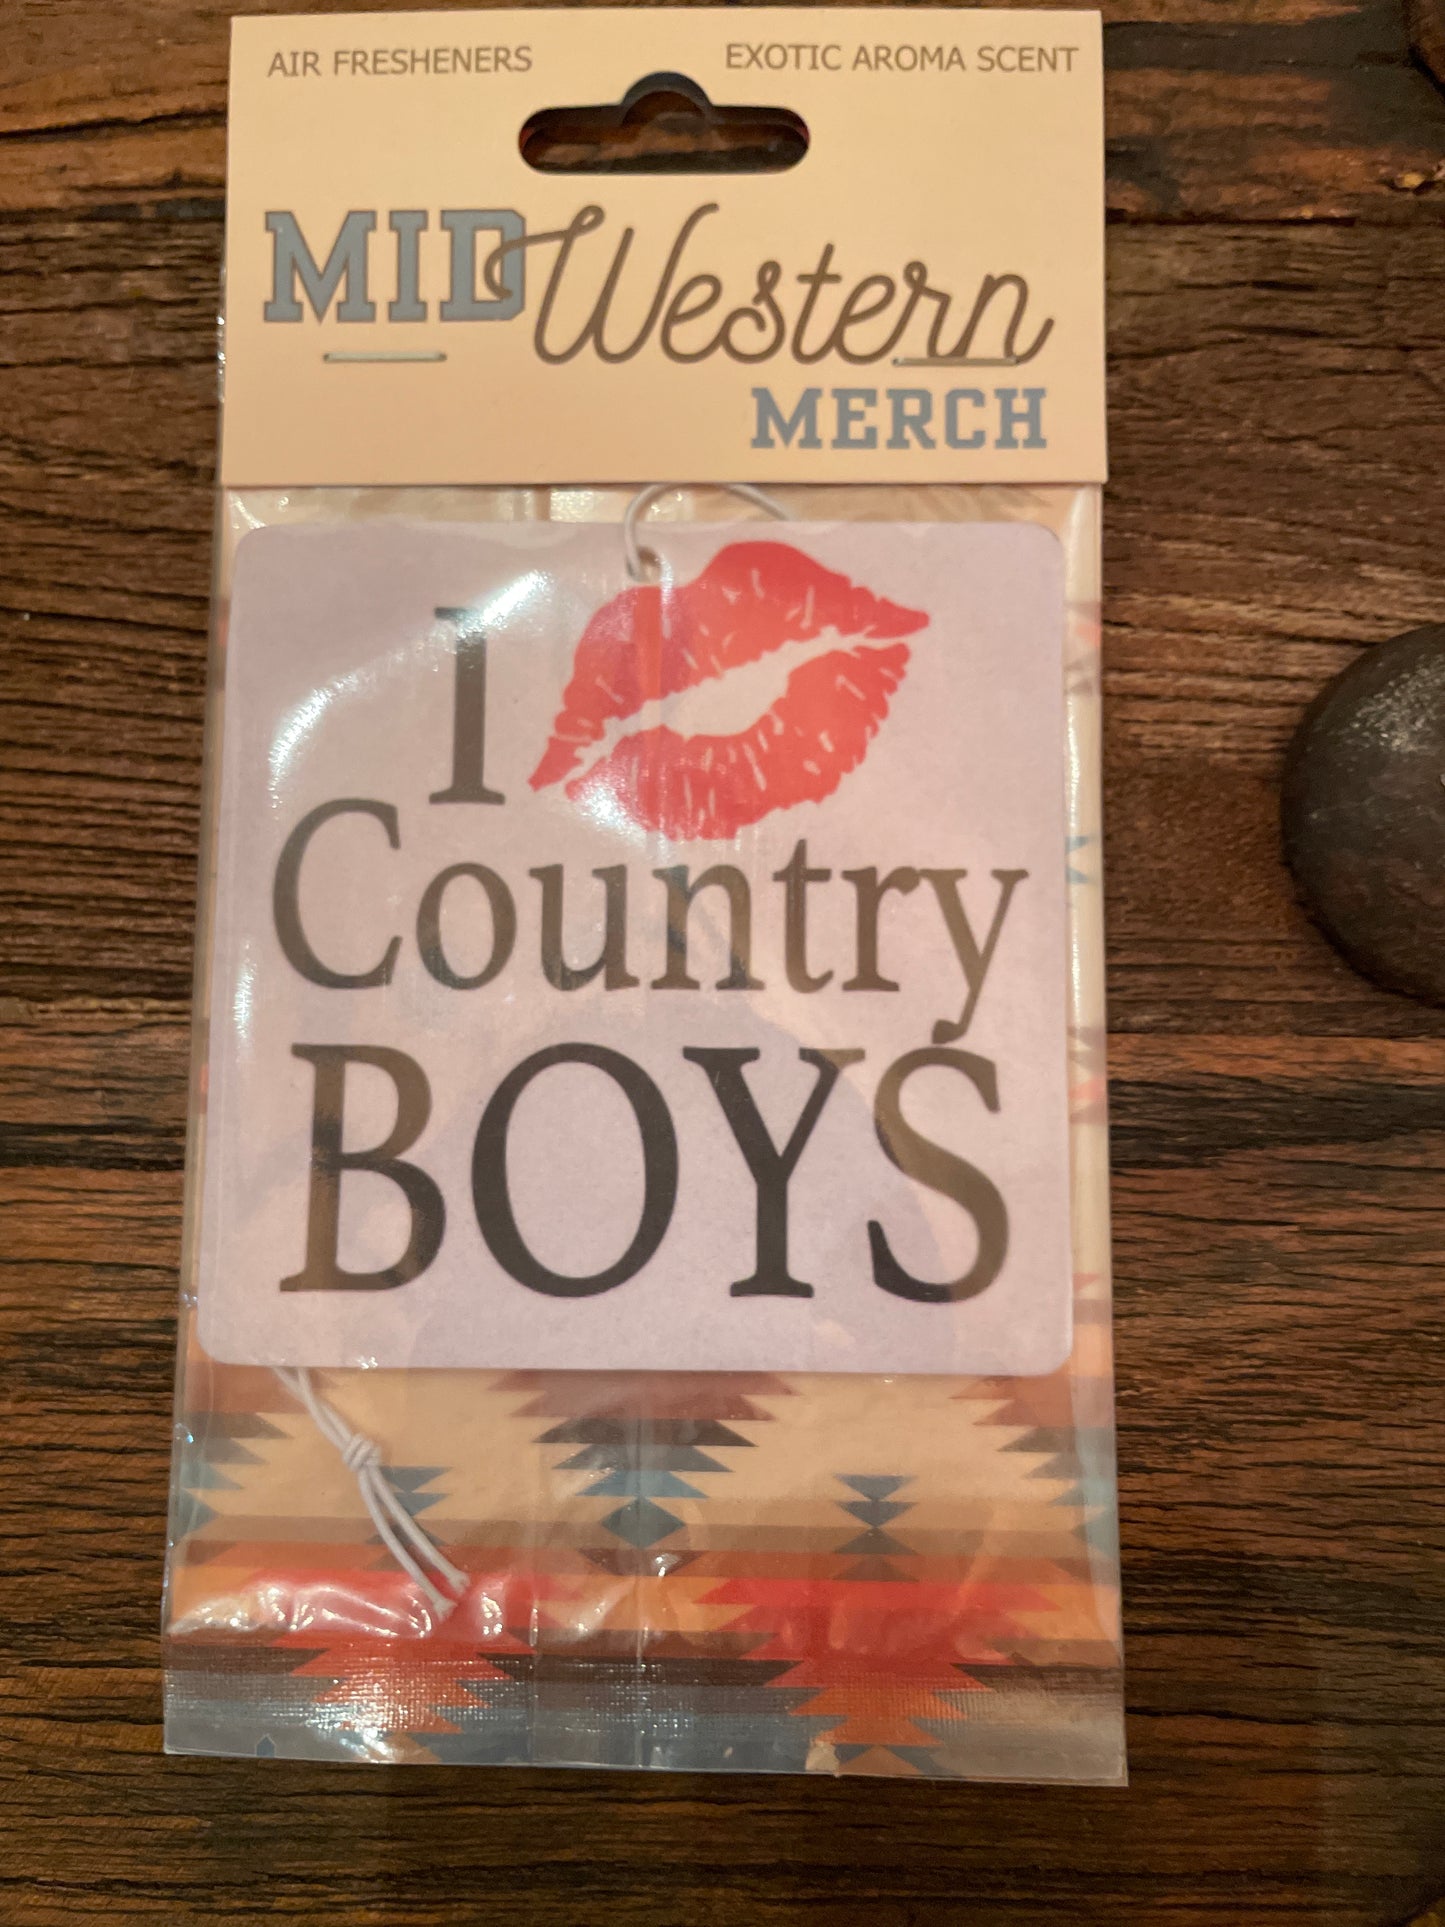 AIR FRESHENERS EXOTIC AROMA SCENT
MID Western
MERCH
I
Country
BOYS